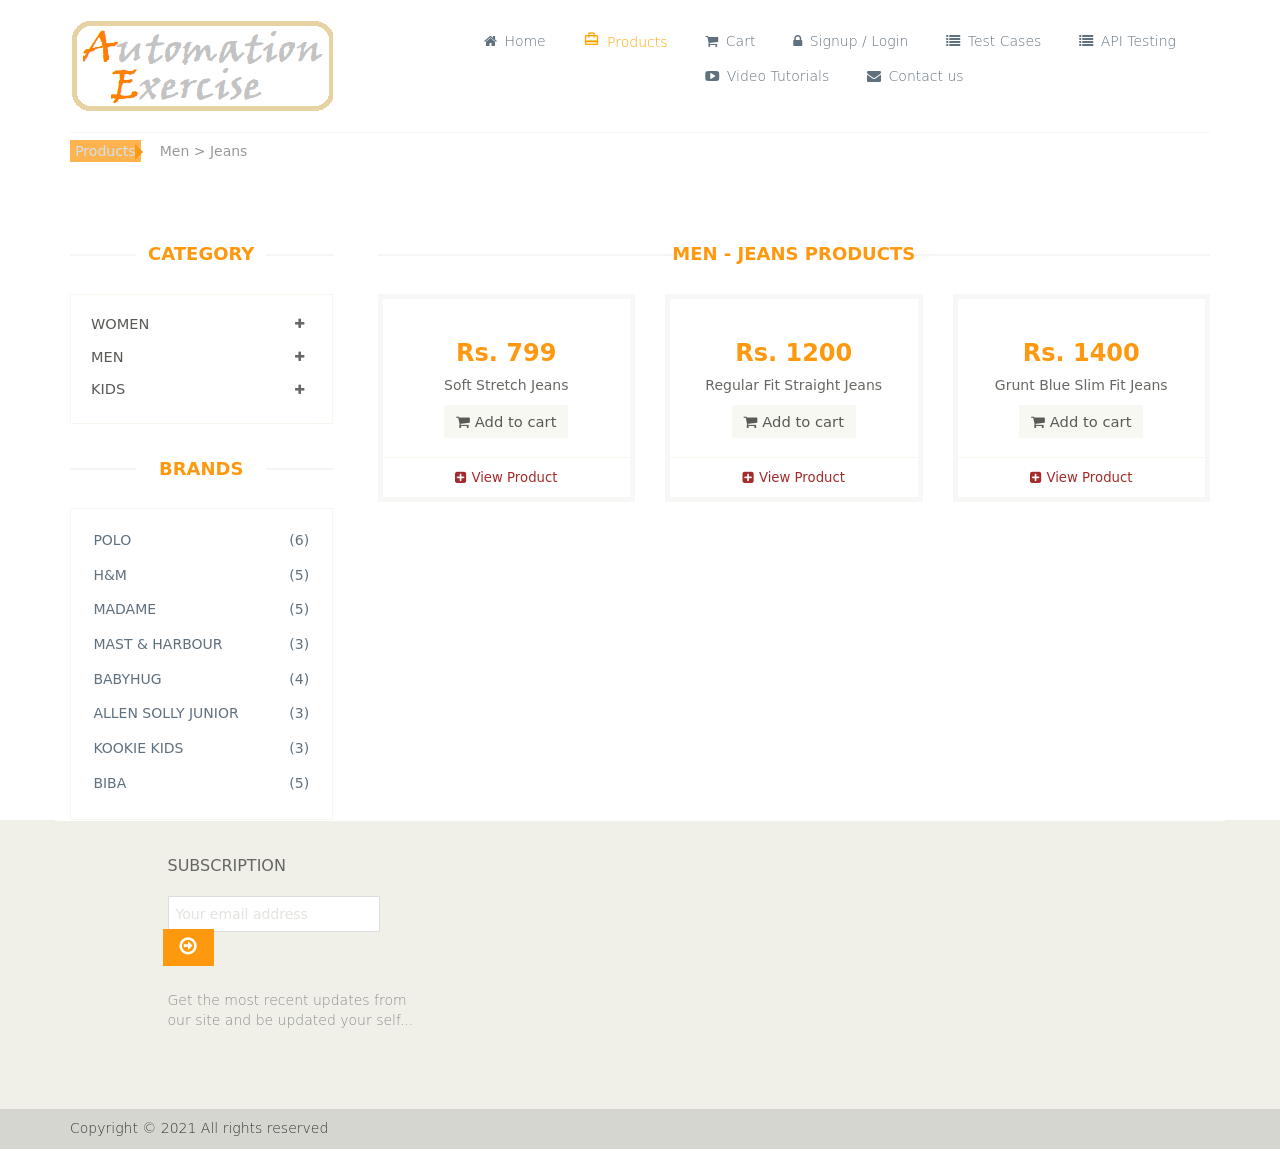 Automation
Exercise
Home
Products
Cart
Signup / Login
Test Cases
API Testing
Video Tutorials
Contact us
Products
Men > Jeans
CATEGORY
WOMEN
MEN
KIDS
BRANDS
POLO (6)
H&M (5)
MADAME (5)
MAST & HARBOUR (3)
BABYHUG (4)
ALLEN SOLLY JUNIOR (3)
KOOKIE KIDS (3)
BIBA (5)
MEN - JEANS PRODUCTS
Rs. 799
Soft Stretch Jeans
Add to cart
View Product
Rs. 1200
Regular Fit Straight Jeans
Add to cart
View Product
Rs. 1400
Grunt Blue Slim Fit Jeans
Add to cart
View Product
SUBSCRIPTION
Your email address
Get the most recent updates from
our site and be updated your self...
Copyright © 2021 All rights reserved